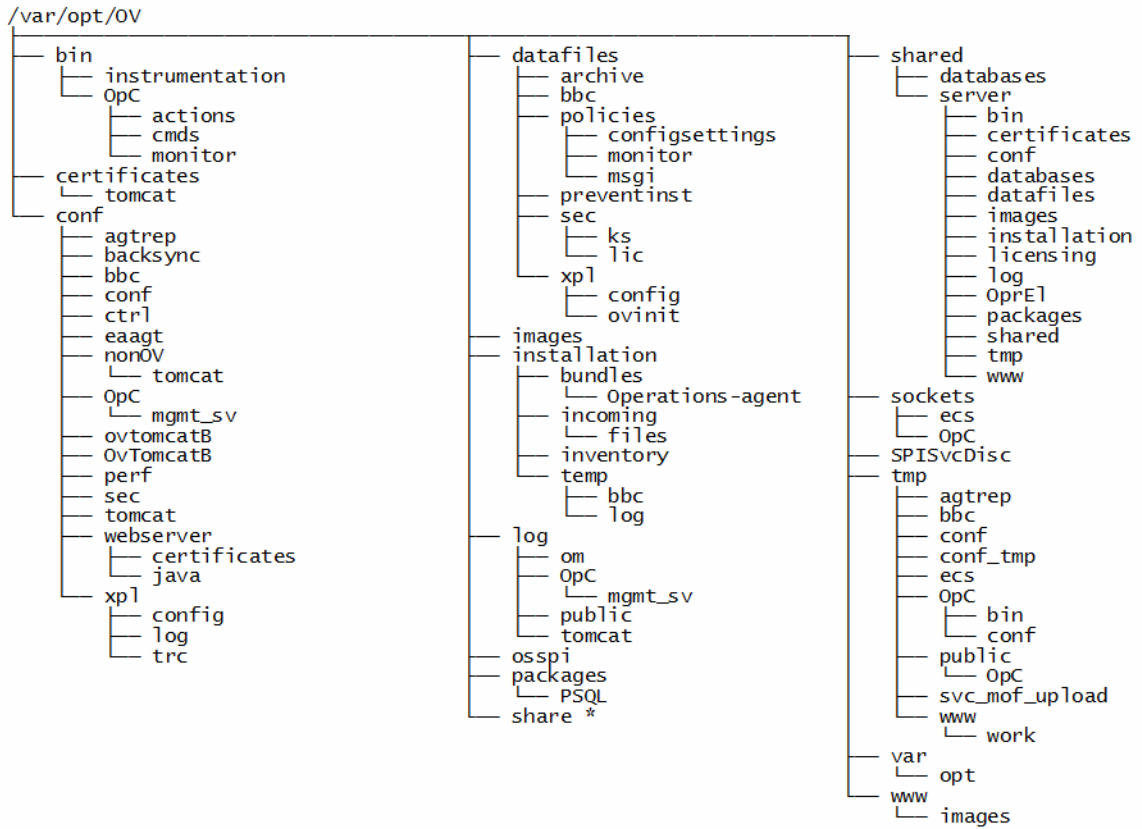 /var/opt/OV
bin
instrumentation
OpC
actions
cmds
monitor
certificates
tomcat
conf
agtrep
backsync
bbc
conf
ctrl
eaagt
nonOV
tomcat
OpC
mgmt_sv
ovtomcatB
OvTomcatB
perf
sec
tomcat
webserver
certificates
java
xpl
config
log
trc
datafiles
archive
bbc
policies
configsettings
monitor
msgi
preventinst
sec
ks
lic
xpl
config
ovinit
images
installation
bundles
Operations-agent
incoming
files
inventory
temp
bbc
log
log
om
OpC
mgmt_sv
public
tomcat
osspi
packages
PSQL
share *
shared
databases
server
bin
certificates
conf
databases
datafiles
images
installation
licensing
log
OprEl
packages
shared
tmp
www
sockets
ecs
OpC
SPISvcDisc
tmp
agtrep
bbc
conf
conf_tmp
ecs
OpC
bin
conf
public
OpC
svc_mof_upload
www
work
var
opt
www
images